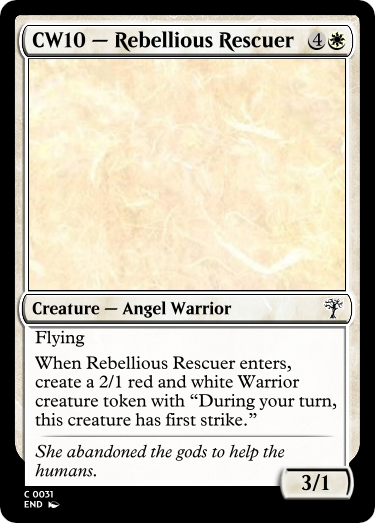 CW10 — Rebellious Rescuer 4
Creature — Angel Warrior
Flying
When Rebellious Rescuer enters,
create a 2/1 red and white Warrior
creature token with “During your turn,
this creature has first strike.”
She abandoned the gods to help the
humans.
3/1
C 0031
END